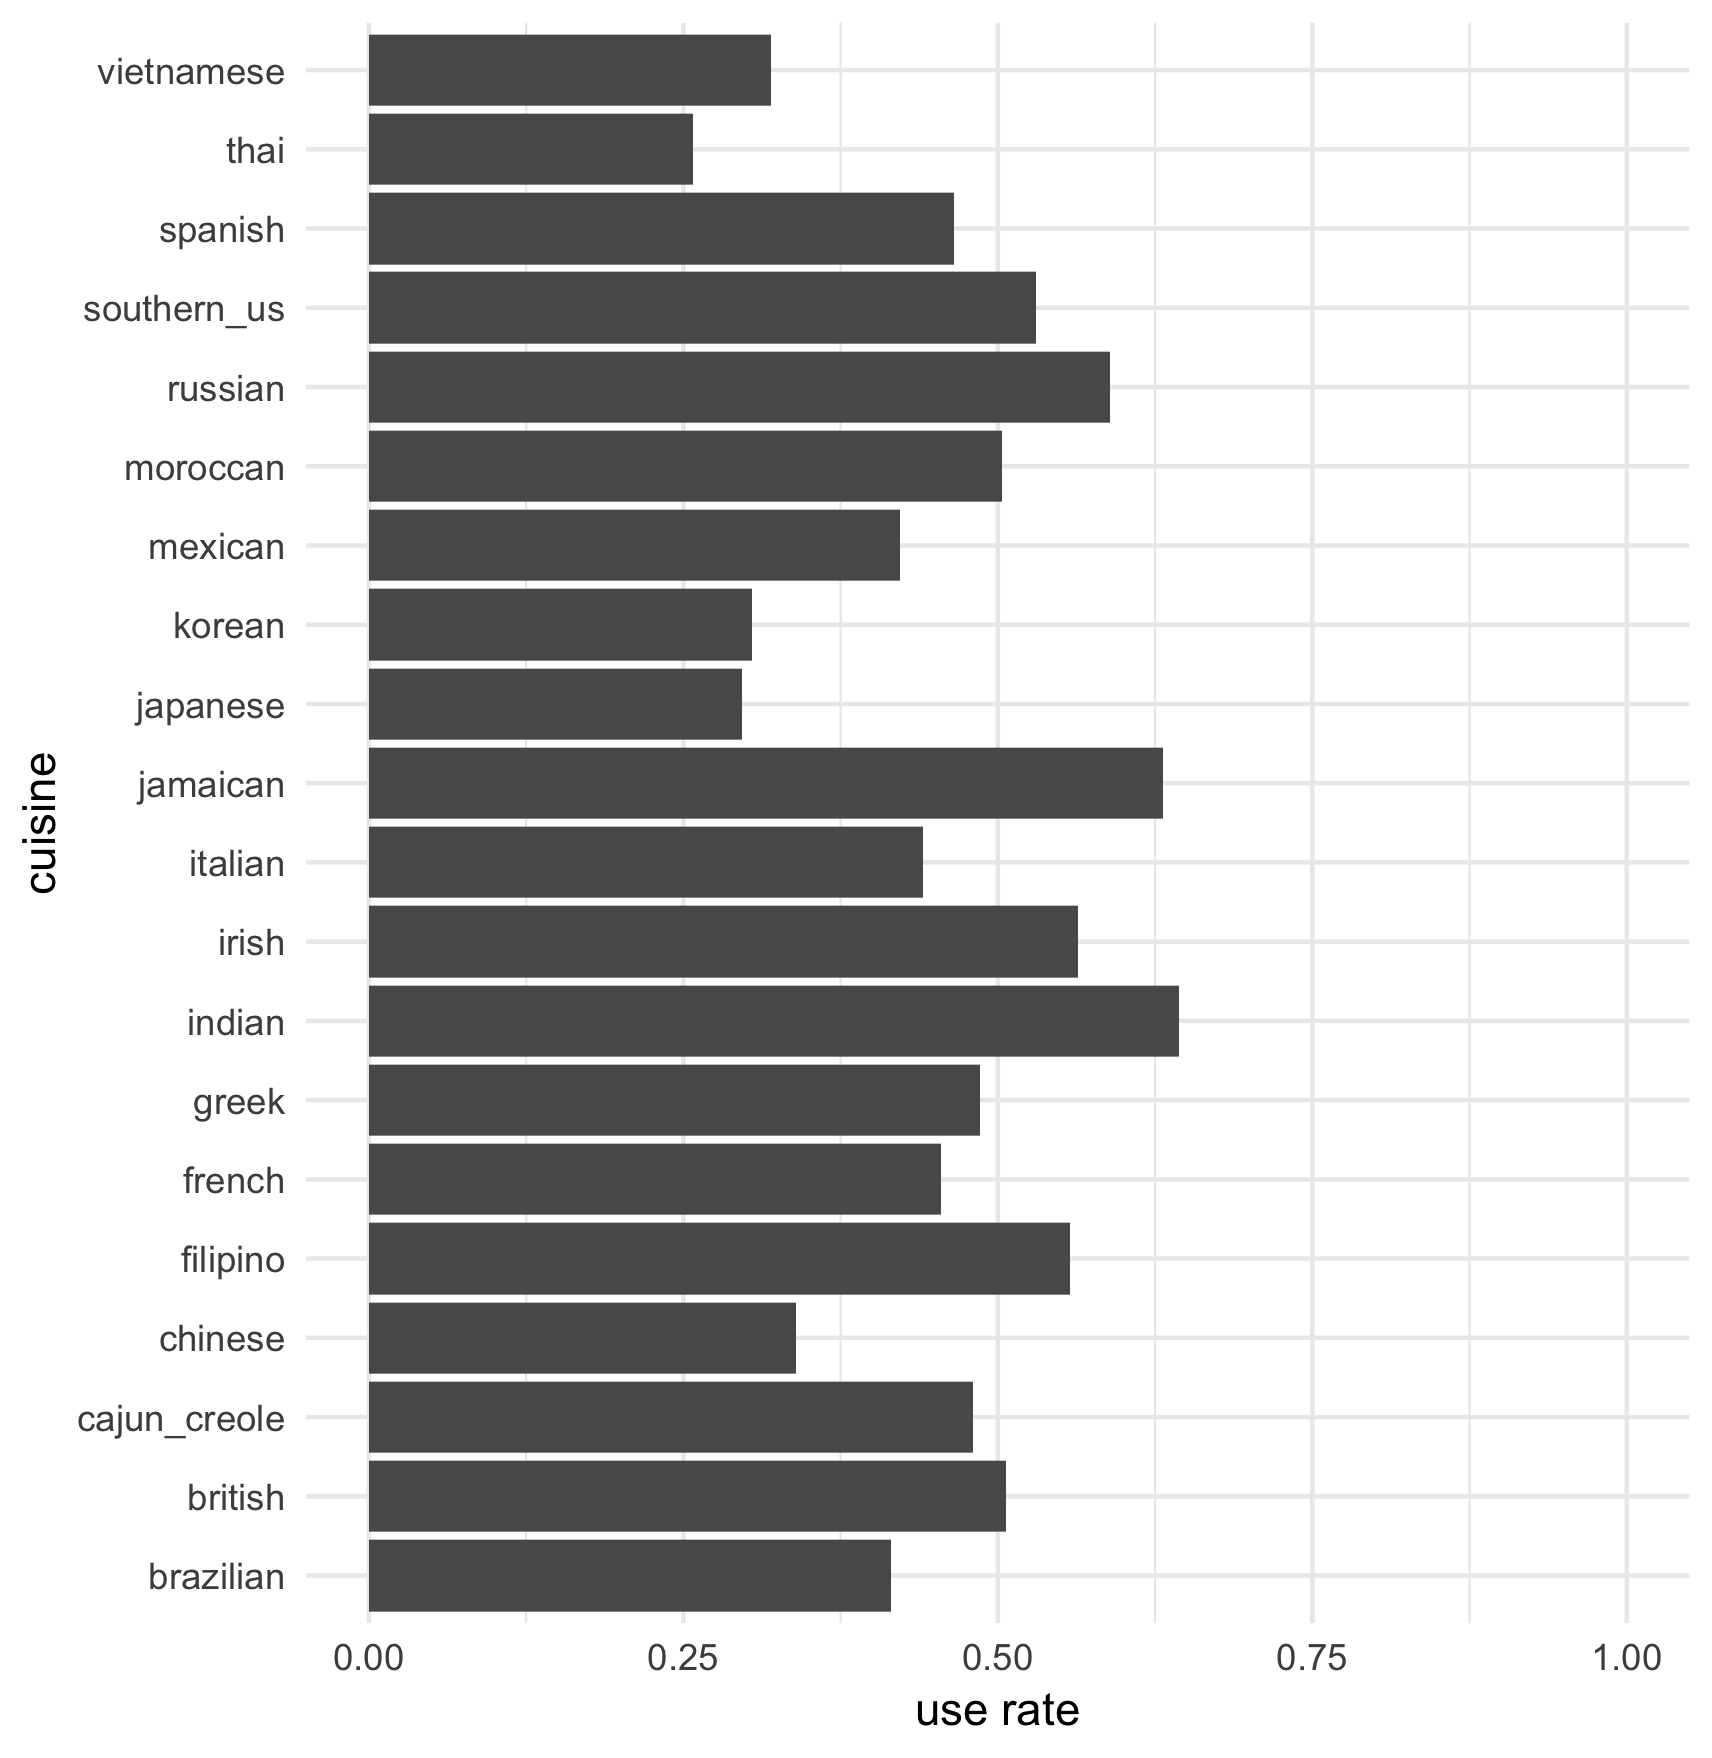 vietnamese
thai
spanish
southern_us
russian
moroccan
mexican
korean
japanese
jamaican
italian
irish
indian
greek
french
filipino
chinese
cajun_creole
british
brazilian
cuisine
0.00 0.25 0.50 0.75 1.00
use rate